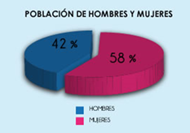 POBLACIÓN DE HOMBRES Y MUJERES
42 %
58 %
HOMBRES
MUJERES